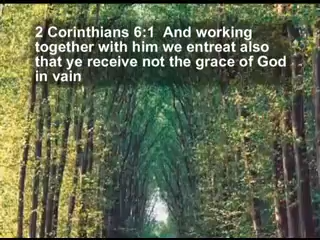 2 Corinthians 6:1  And working
together with him we entreat also
that ye receive not the grace of God
in vain